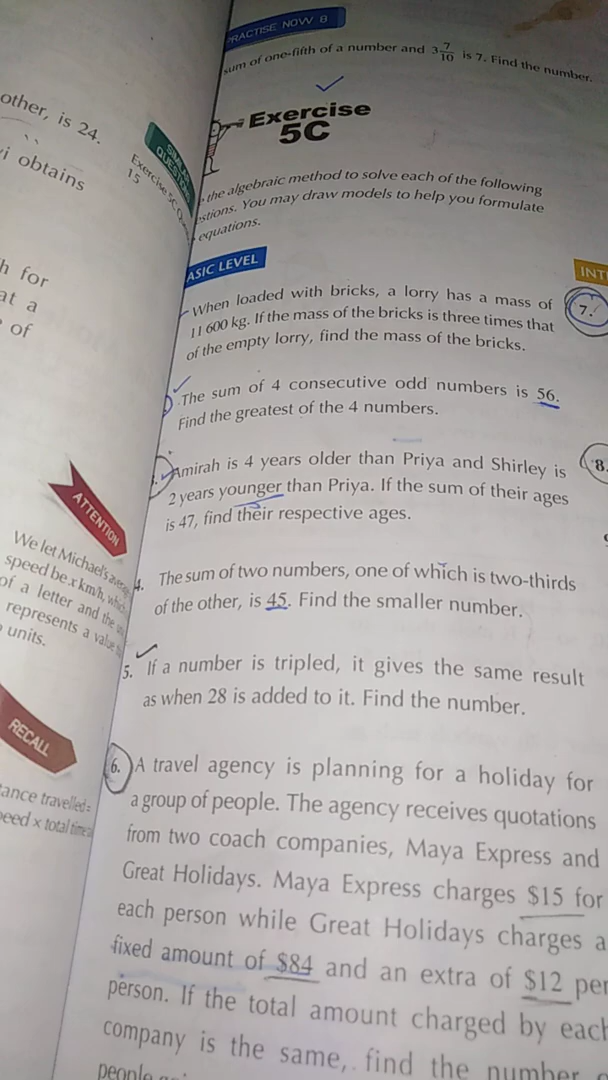 other, is 24.
i obtains
h for
at a
of
SIMILAR
QUESTIONS
Exercise 5C
15
ATTENTION
We let Michael's
speed be x km/h, which
of a letter and the
represents a value
units.
RECALL
travelled =
× total time
PRACTISE NOW 8
sum of one-fifth of a number and 3 7/10 is 7. Find the number.
Exercise
5C
the algebraic method to solve each of the following
You may draw models to help you formulate
equations.
BASIC LEVEL
When loaded with bricks, a lorry has a mass of
11 600 kg. If the mass of the bricks is three times that
of the empty lorry, find the mass of the bricks.
The sum of 4 consecutive odd numbers is 56.
Find the greatest of the 4 numbers.
Amirah is 4 years older than Priya and Shirley is
2 years younger than Priya. If the sum of their ages
is 47, find their respective ages.
4. The sum of two numbers, one of which is two-thirds
of the other, is 45. Find the smaller number.
5. If a number is tripled, it gives the same result
as when 28 is added to it. Find the number.
6. A travel agency is planning for a holiday for
a group of people. The agency receives quotations
from two coach companies, Maya Express and
Great Holidays. Maya Express charges $15 for
each person while Great Holidays charges a
fixed amount of $84 and an extra of $12 per
person. If the total amount charged by each
company is the same, find the number
people
INT
7.
8.